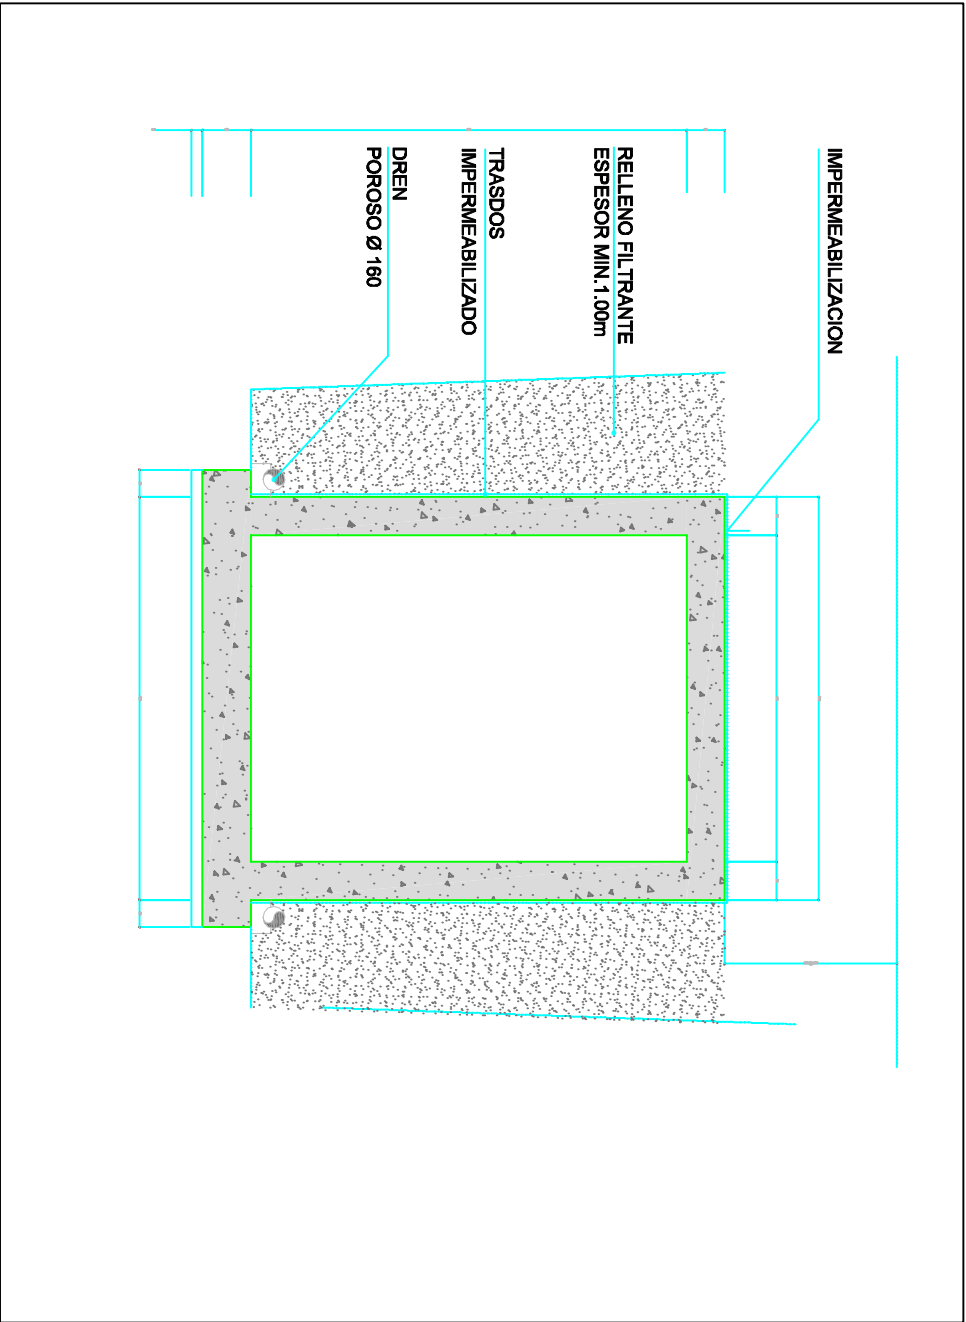 IMPERMEABILIZACION
RELLENO FILTRANTE
ESPESOR MIN.1.00m
TRASDOS
IMPERMEABILIZADO
DREN
POROSO Ø 160